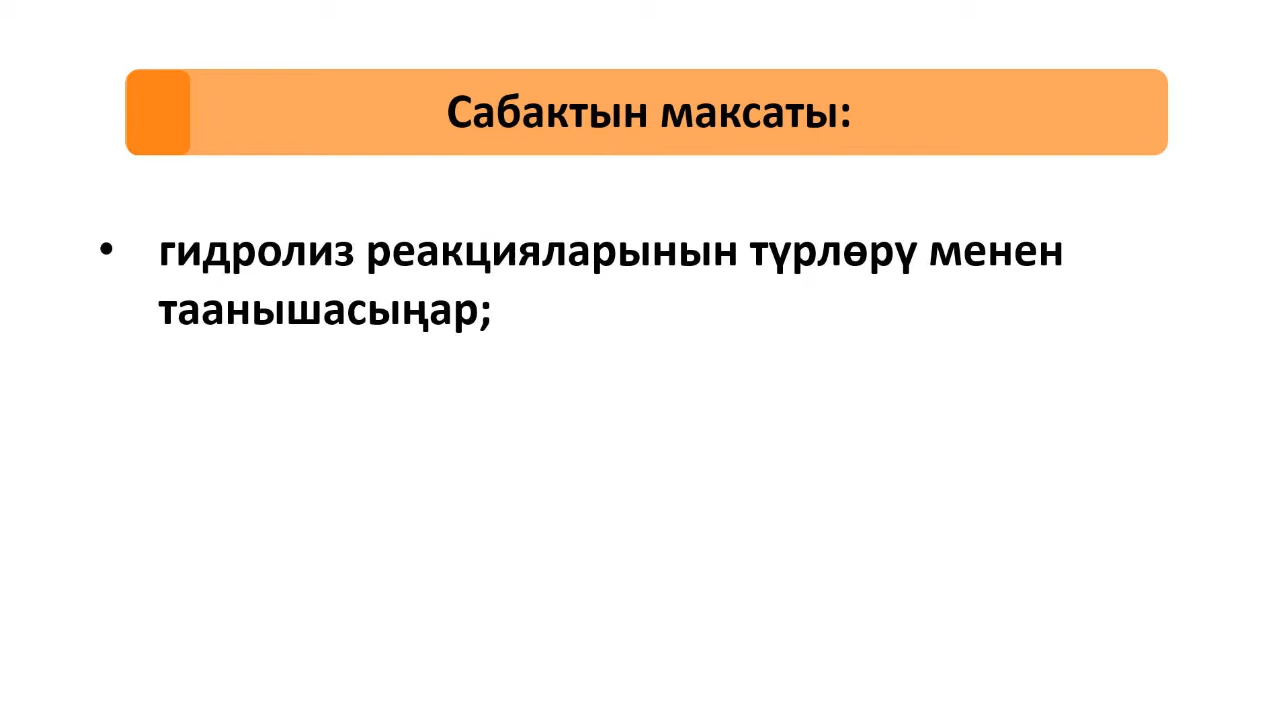 Сабактын максаты:
• гидролиз реакцияларынын түрлөрү менен
таанышасыңар;